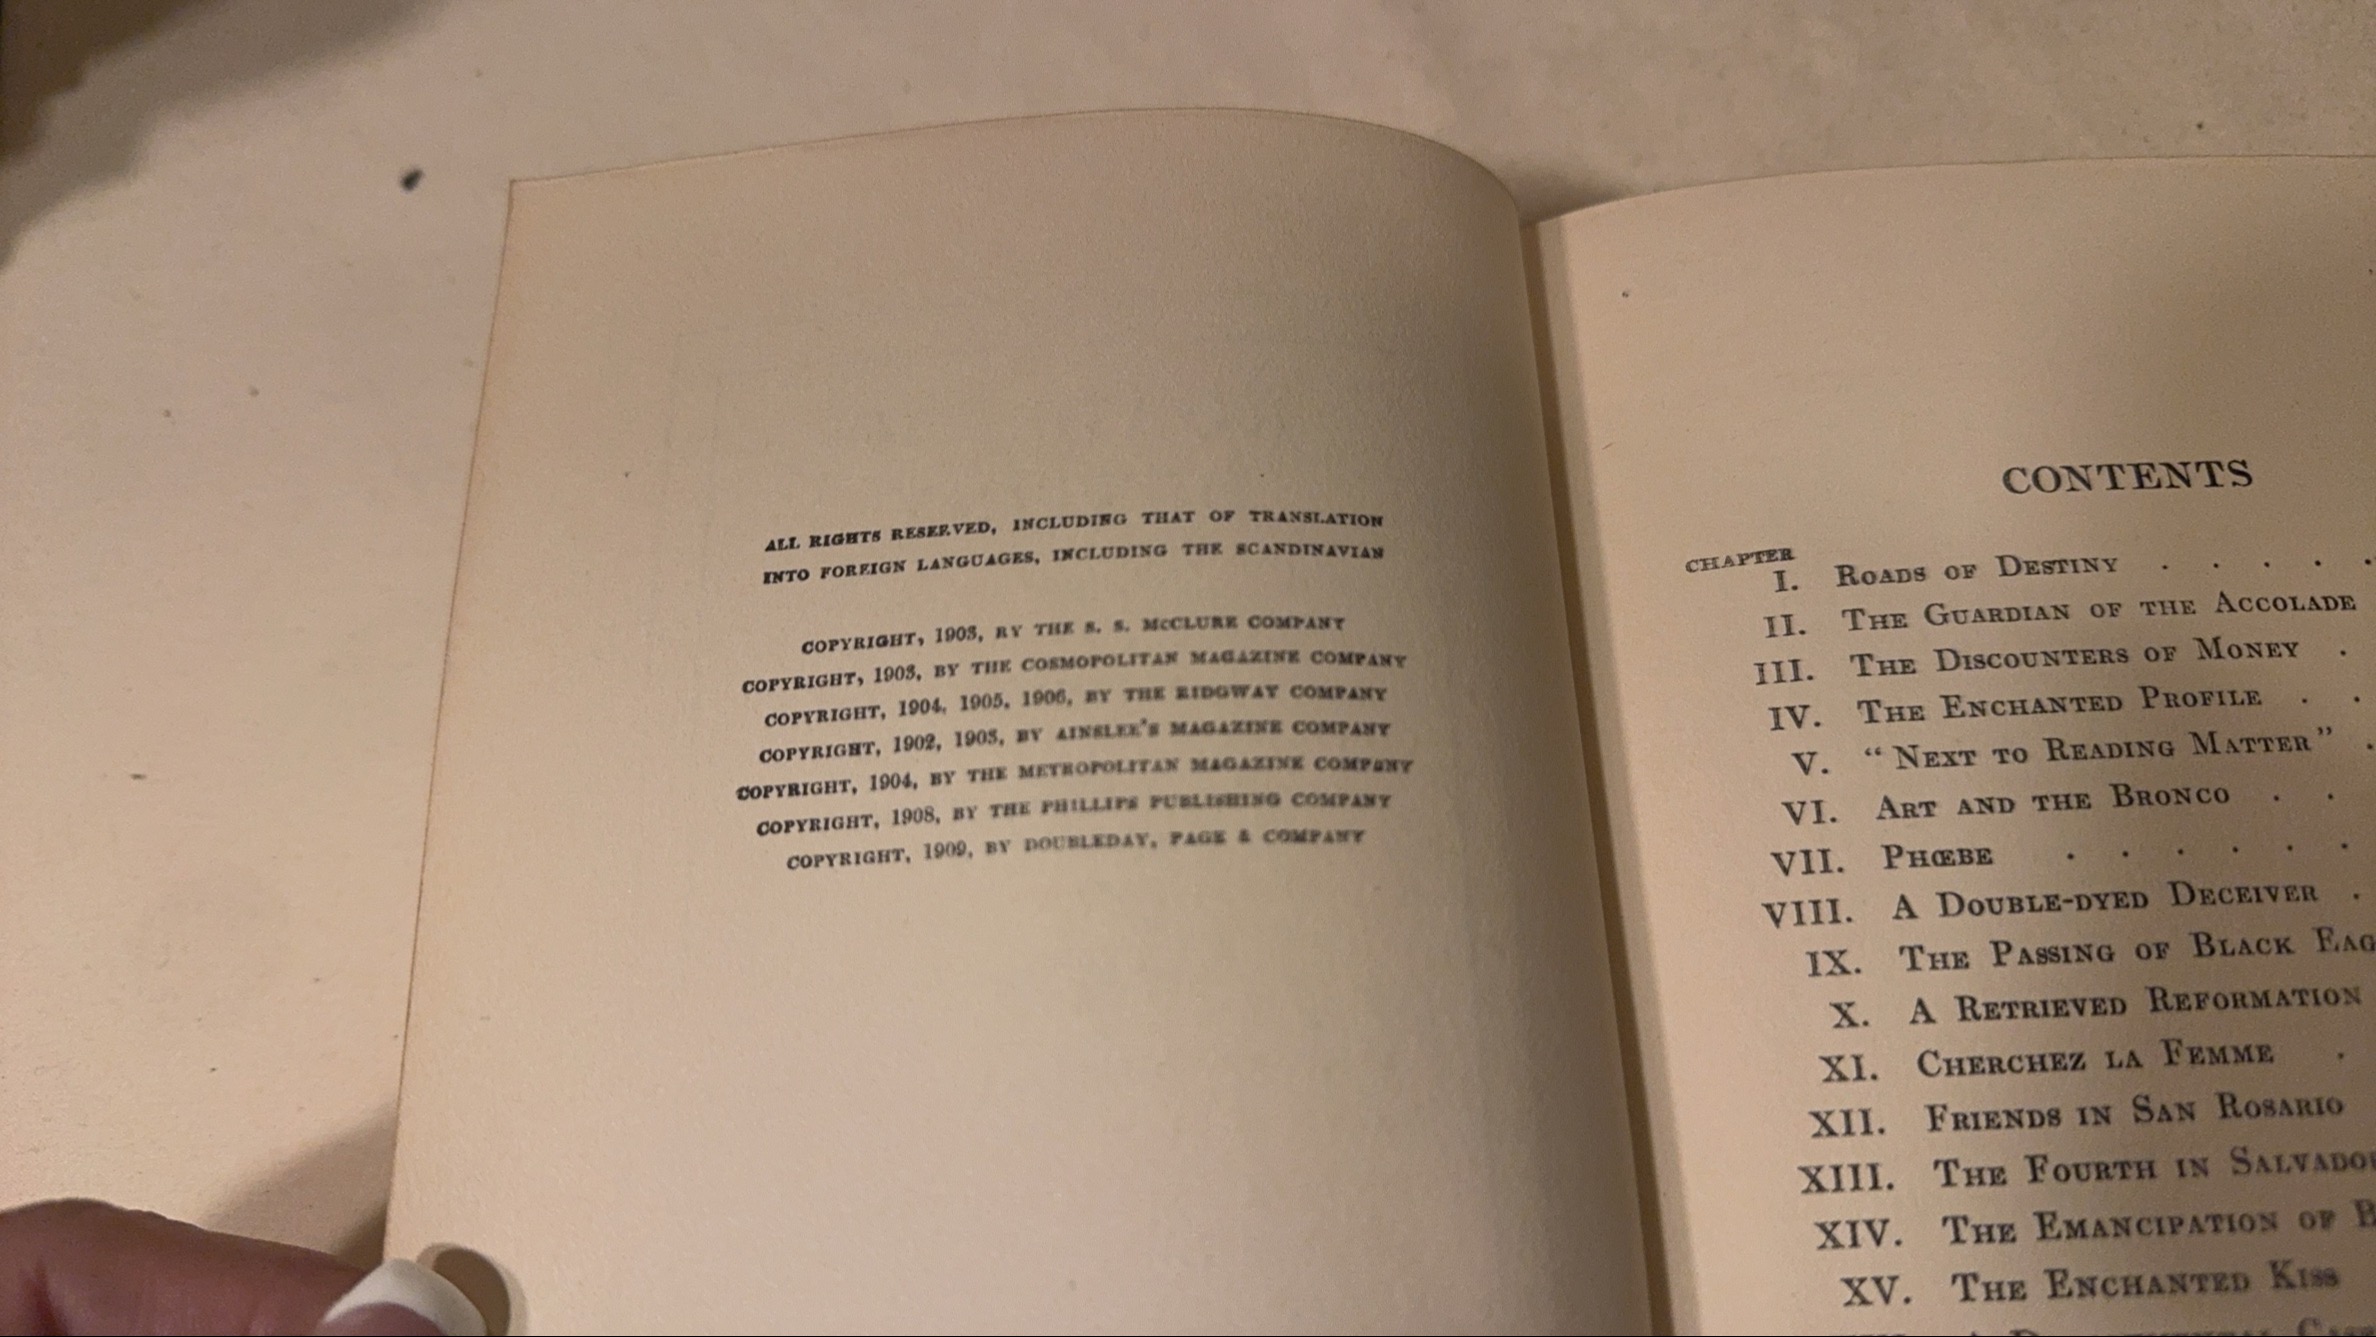 ALL RIGHTS RESERVED, INCLUDING THAT OF TRANSLATION
INTO FOREIGN LANGUAGES, INCLUDING THE SCANDINAVIAN
COPYRIGHT, 1903, BY THE S. S. McCLURE COMPANY
COPYRIGHT, 1903, BY THE COSMOPOLITAN MAGAZINE COMPANY
COPYRIGHT, 1904, 1905, 1906, BY THE RIDGWAY COMPANY
COPYRIGHT, 1902, 1903, BY AINSLEE'S MAGAZINE COMPANY
COPYRIGHT, 1904, BY THE METROPOLITAN MAGAZINE COMPANY
COPYRIGHT, 1908, BY THE PHILLIPS PUBLISHING COMPANY
COPYRIGHT, 1909, BY DOUBLEDAY, PAGE & COMPANY
CONTENTS
CHAPTER
I. ROADS OF DESTINY . . . . .
II. THE GUARDIAN OF THE ACCOLADE
III. THE DISCOUNTERS OF MONEY .
IV. THE ENCHANTED PROFILE . .
V. "NEXT TO READING MATTER" .
VI. ART AND THE BRONCO . .
VII. PHŒBE . . . . . .
VIII. A DOUBLE-DYED DECEIVER .
IX. THE PASSING OF BLACK EAG
X. A RETRIEVED REFORMATION
XI. CHERCHEZ LA FEMME .
XII. FRIENDS IN SAN ROSARIO
XIII. THE FOURTH IN SALVADO
XIV. THE EMANCIPATION OF B
XV. THE ENCHANTED KISS